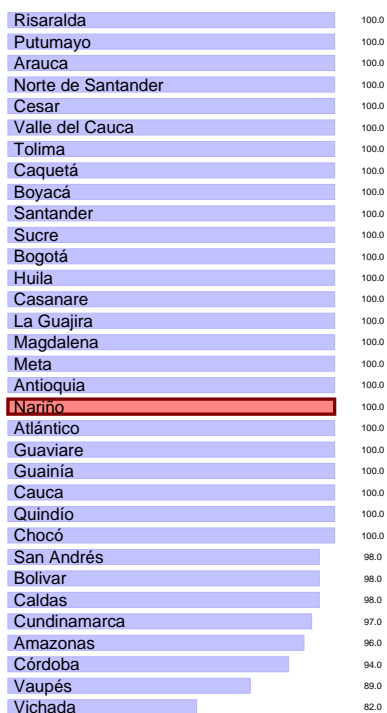 Risaralda 100.0
Putumayo 100.0
Arauca 100.0
Norte de Santander 100.0
Cesar 100.0
Valle del Cauca 100.0
Tolima 100.0
Caquetá 100.0
Boyacá 100.0
Santander 100.0
Sucre 100.0
Bogotá 100.0
Huila 100.0
Casanare 100.0
La Guajira 100.0
Magdalena 100.0
Meta 100.0
Antioquia 100.0
Nariño 100.0
Atlántico 100.0
Guaviare 100.0
Guainía 100.0
Cauca 100.0
Quindío 100.0
Chocó 100.0
San Andrés 98.0
Bolivar 98.0
Caldas 98.0
Cundinamarca 97.0
Amazonas 96.0
Córdoba 94.0
Vaupés 89.0
Vichada 82.0